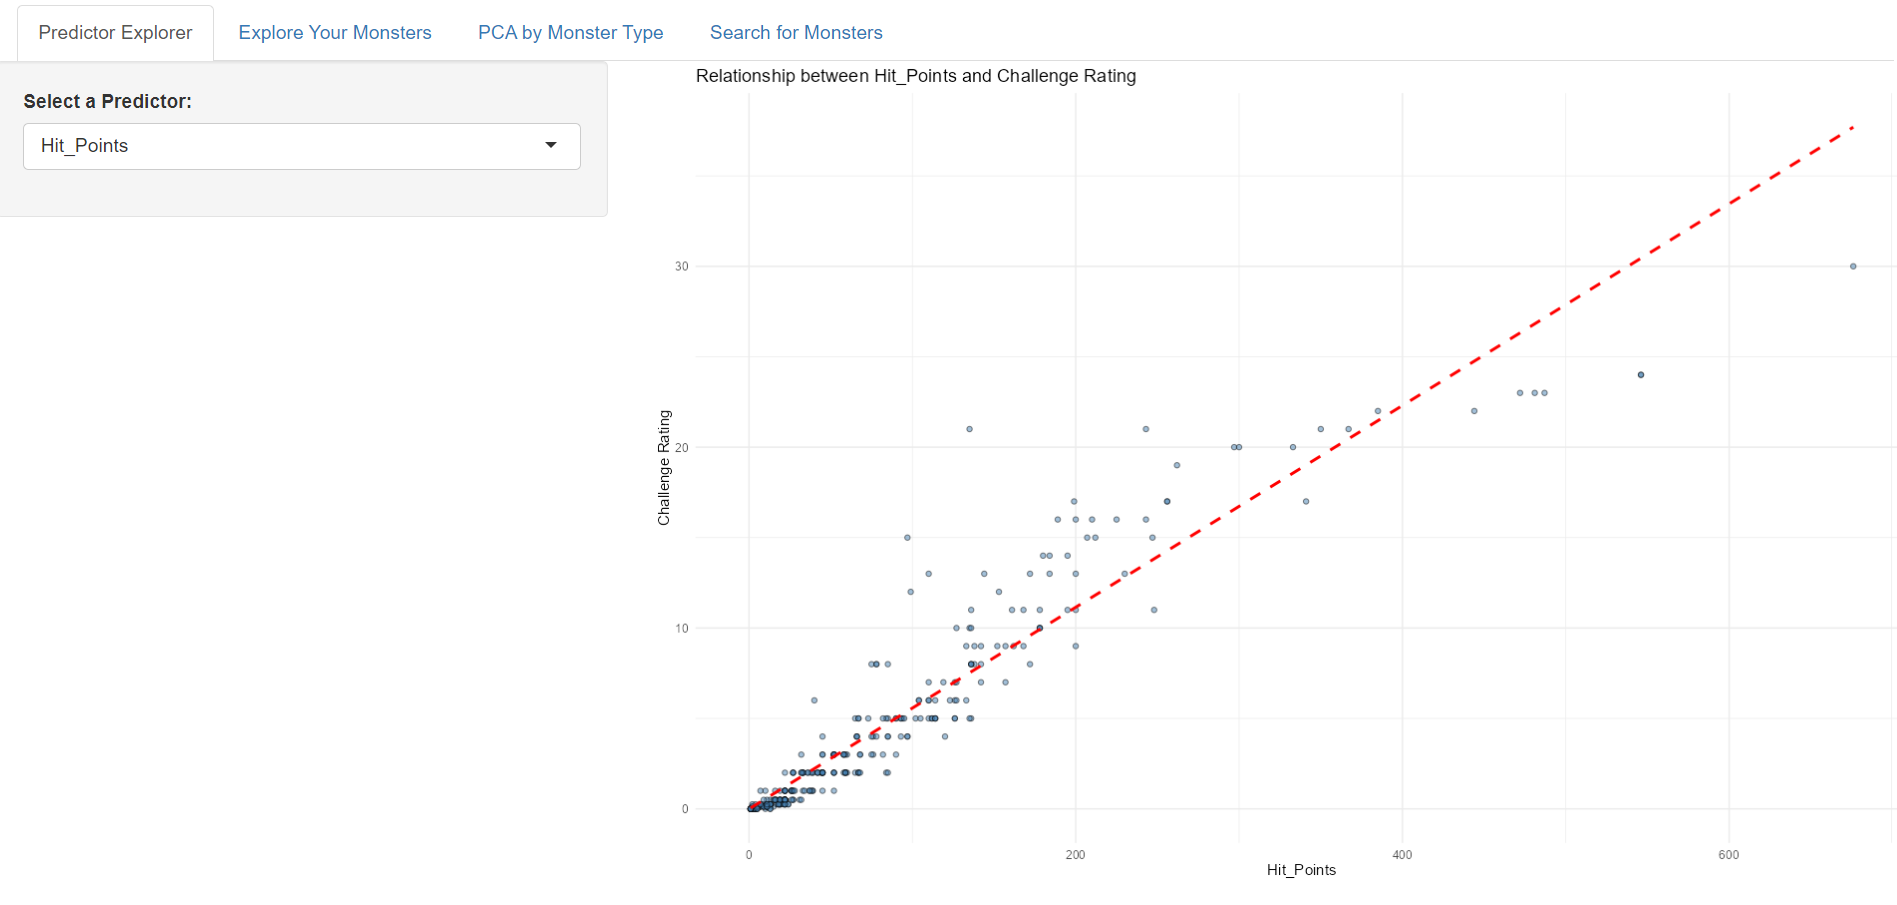 Predictor Explorer
Explore Your Monsters
PCA by Monster Type
Search for Monsters
Select a Predictor:
Hit_Points
Relationship between Hit_Points and Challenge Rating
Challenge Rating
30
20
10
0
0
200
400
600
Hit_Points